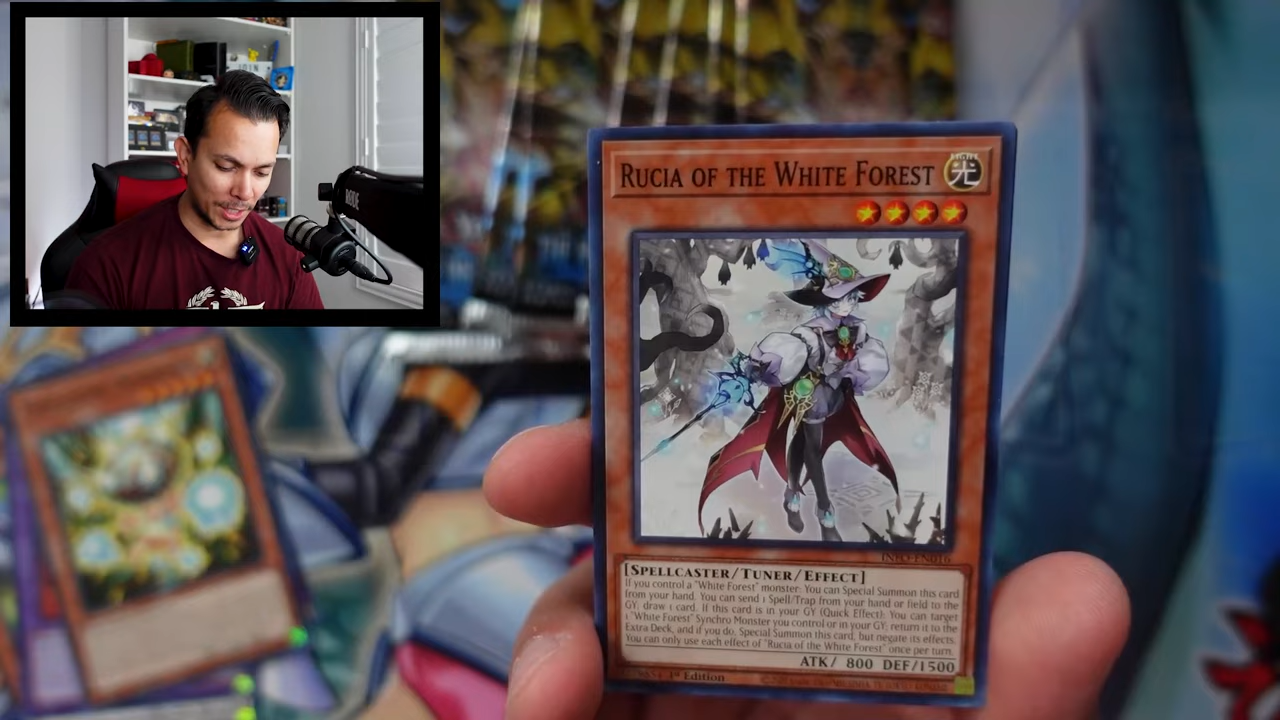 JOIN
RODE
RUCIA OF THE WHITE FOREST
LIGHT
光
INFO-EN016
[SPELLCASTER/TUNER/EFFECT]
If you control a "White Forest" monster: You can Special Summon this card
from your hand. You can send 1 Spell/Trap from your hand or field to the
GY; draw 1 card. If this card is in your GY (Quick Effect): You can target
1 "White Forest" Synchro Monster you control or in your GY; return it to the
Extra Deck, and if you do, Special Summon this card, but negate its effects.
You can only use each effect of "Rucia of the White Forest" once per turn.
ATK/ 800 DEF/1500
1st Edition